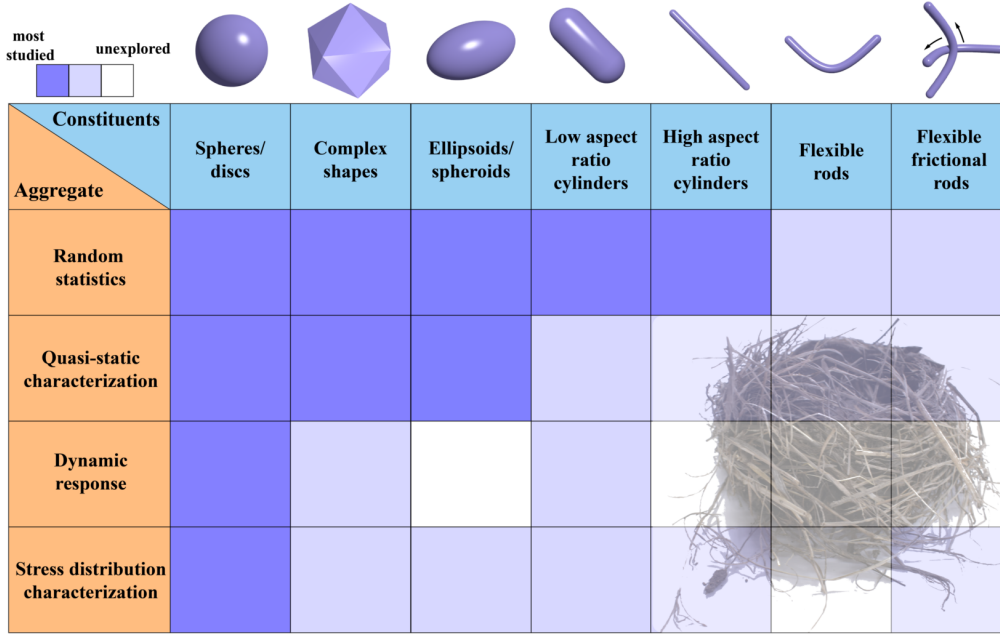 most
studied
unexplored
Constituents
Aggregate
Spheres/
discs
Complex
shapes
Ellipsoids/
spheroids
Low aspect
ratio
cylinders
High aspect
ratio
cylinders
Flexible
rods
Flexible
frictional
rods
Random
statistics
Quasi-static
characterization
Dynamic
response
Stress distribution
characterization